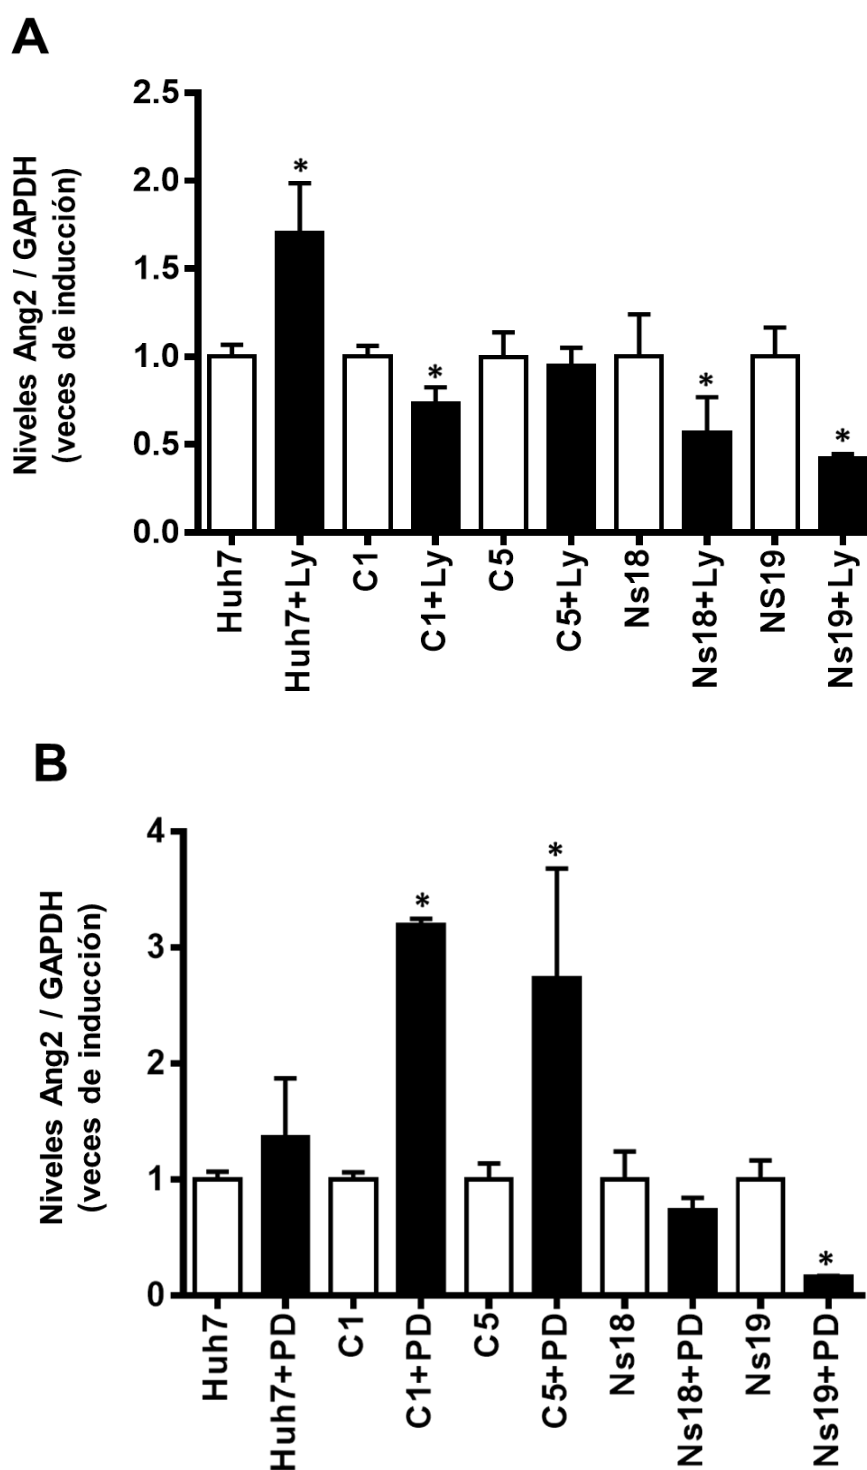 A
Niveles Ang2 / GAPDH
(veces de inducción)
2.5
2.0
1.5
1.0
0.5
0.0
*
*
*
*
Huh7
Huh7+Ly
C1
C1+Ly
C5
C5+Ly
Ns18
Ns18+Ly
NS19
Ns19+Ly
B
Niveles Ang2 / GAPDH
(veces de inducción)
4
3
2
1
0
*
*
*
Huh7
Huh7+PD
C1
C1+PD
C5
C5+PD
Ns18
Ns18+PD
Ns19
Ns19+PD